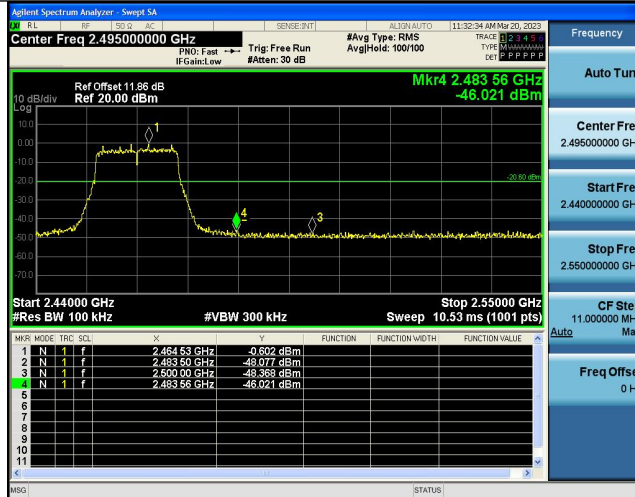 Agilent Spectrum Analyzer - Swept SA
LXI RL RF 50 Ω AC SENSE:INT ALIGN AUTO 11:32:34 AM Mar 20, 2023
Center Freq 2.495000000 GHz
PNO: Fast
IFGain:Low
Trig: Free Run
#Atten: 30 dB
#Avg Type: RMS
Avg|Hold: 100/100
TRACE 1 2 3 4 5 6
TYPE M
DET P P P P P P
Ref Offset 11.86 dB
10 dB/div Ref 20.00 dBm
Log
Mkr4 2.483 56 GHz
-46.021 dBm
10.0
0.00
-10.0
-20.0
-30.0
-40.0
-50.0
-60.0
-70.0
1
-20.60 dBm
4
3
Start 2.44000 GHz Stop 2.55000 GHz
#Res BW 100 kHz #VBW 300 kHz Sweep 10.53 ms (1001 pts)
MKR MODE TRC SCL X Y FUNCTION FUNCTION WIDTH FUNCTION VALUE
1 N 1 f 2.464 53 GHz -0.602 dBm
2 N 1 f 2.483 50 GHz -48.077 dBm
3 N 1 f 2.500 00 GHz -48.368 dBm
4 N 1 f 2.483 56 GHz -46.021 dBm
5
6
7
8
9
10
11
MSG STATUS
Frequency
Auto Tun
Center Fre
2.495000000 GH
Start Fre
2.440000000 GH
Stop Fre
2.550000000 GH
CF Ste
11.000000 MH
Auto Ma
Freq Offse
0 H